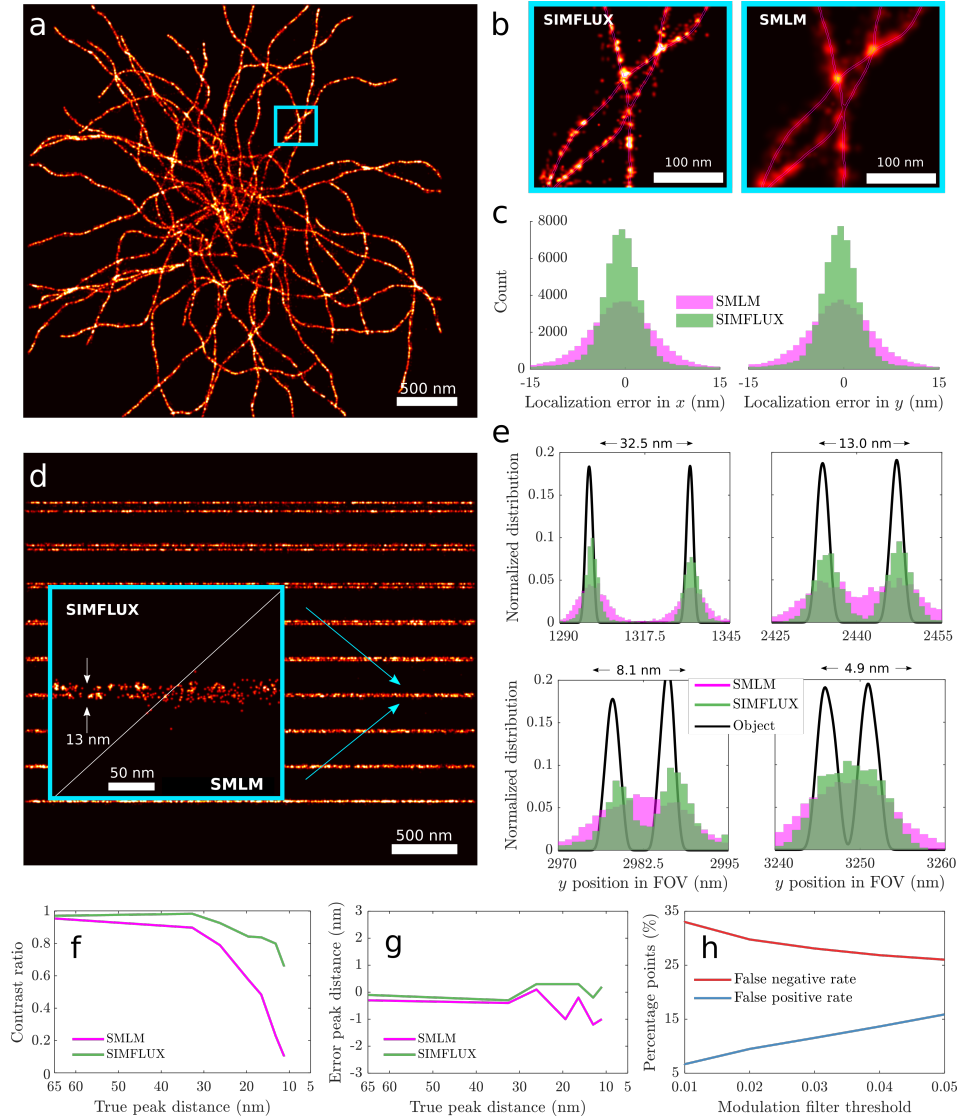 a
500 nm
b
SIMFLUX
100 nm
SMLM
100 nm
c
Count
8000
6000
4000
2000
0
SMLM
SIMFLUX
-15
0
15
-15
0
15
Localization error in x (nm)
Localization error in y (nm)
d
SIMFLUX
13 nm
50 nm
SMLM
500 nm
e
32.5 nm
13.0 nm
Normalized distribution
0.2
0.15
0.1
0.05
0
1290
1317.5
1345
2425
2440
2455
8.1 nm
4.9 nm
Normalized distribution
0.2
0.15
0.1
0.05
0
SMLM
SIMFLUX
Object
2970
2982.5
2995
3240
3250
3260
y position in FOV (nm)
y position in FOV (nm)
f
Contrast ratio
1
0.8
0.6
0.4
0.2
0
SMLM
SIMFLUX
65
60
50
40
30
20
10
5
True peak distance (nm)
g
Error peak distance (nm)
3
2
1
0
-1
-2
-3
SMLM
SIMFLUX
65
60
50
40
30
20
10
5
True peak distance (nm)
h
Percentage points (%)
35
25
15
5
False negative rate
False positive rate
0.01
0.02
0.03
0.04
0.05
Modulation filter threshold